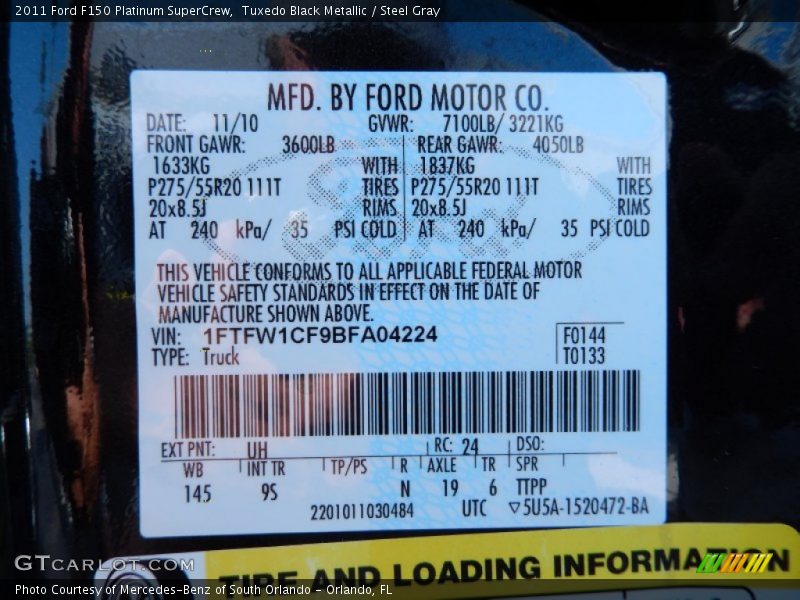 2011 Ford F150 Platinum SuperCrew,  Tuxedo Black Metallic / Steel Gray
MFD. BY FORD MOTOR CO.
DATE: 11/10 GVWR: 7100LB/ 3221KG
FRONT GAWR: 3600LB REAR GAWR: 4050LB
1633KG WITH 1837KG WITH
P275/55R20 111T TIRES P275/55R20 111T TIRES
20x8.5J RIMS 20x8.5J RIMS
AT 240 kPa/ 35 PSI COLD AT 240 kPa/ 35 PSI COLD
THIS VEHICLE CONFORMS TO ALL APPLICABLE FEDERAL MOTOR
VEHICLE SAFETY STANDARDS IN EFFECT ON THE DATE OF
MANUFACTURE SHOWN ABOVE.
VIN: 1FTFW1CF9BFA04224 F0144
TYPE: Truck T0133
EXT PNT: UH RC: 24 DSO:
WB INT TR TP/PS R AXLE TR SPR
145 9S N 19 6 TTPP
2201011030484 UTC ▽5U5A-1520472-BA
GTCARLOT.COM
TIRE AND LOADING INFORMATION
Photo Courtesy of Mercedes-Benz of South Orlando - Orlando, FL